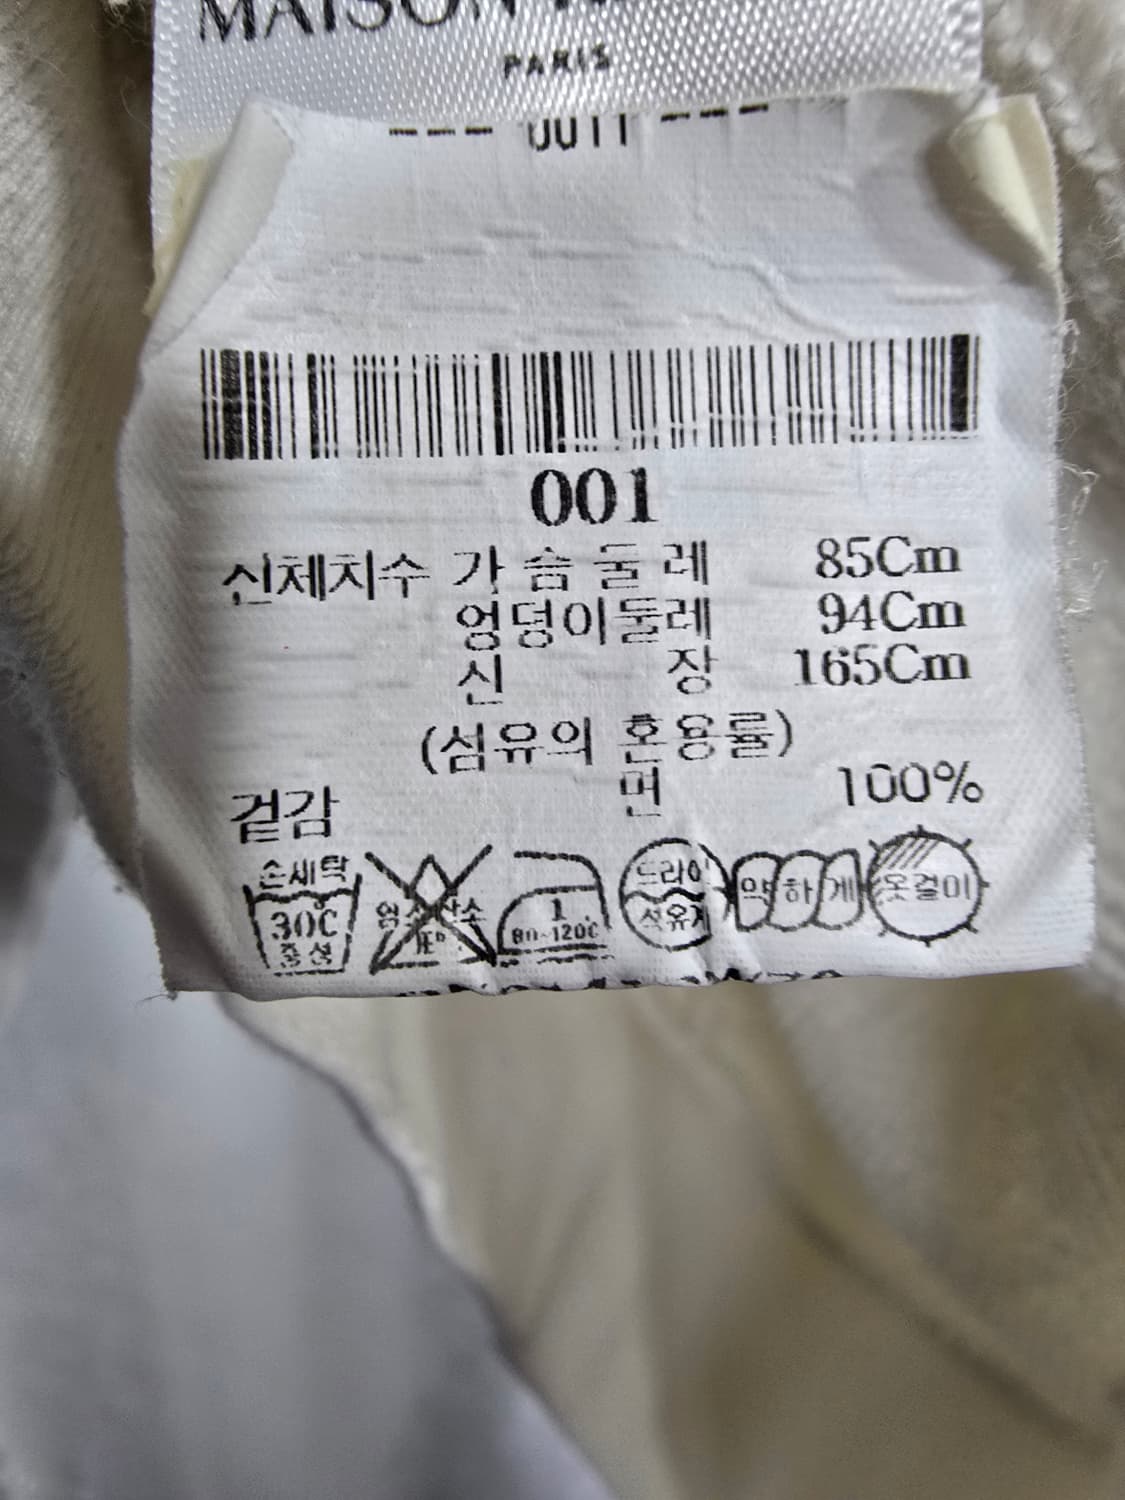 PARIS
001
신체치수 가슴둘레 85Cm
엉덩이둘레 94Cm
신장 165Cm
(섬유의 혼용률)
면 100%
겉감
손세탁
30℃
중성
1
80~120℃
드라이
석유계
약하게
옷걸이